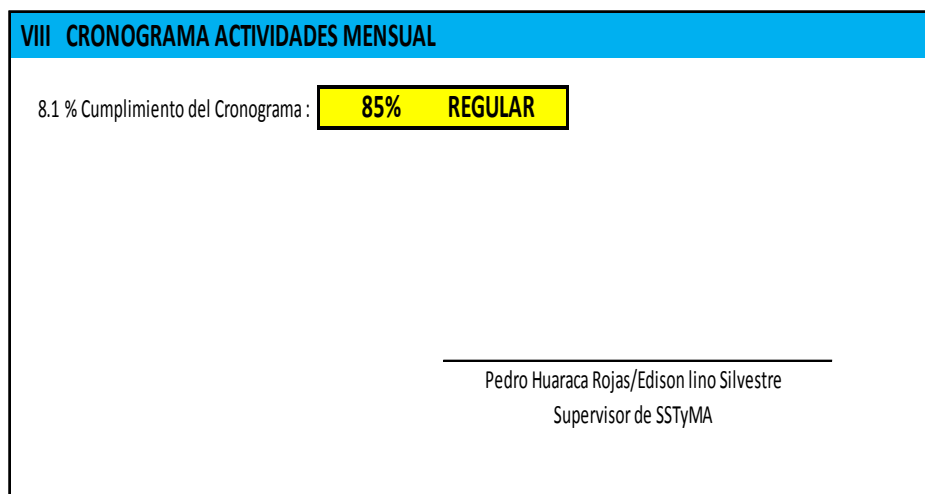 VIII CRONOGRAMA ACTIVIDADES MENSUAL
8.1 % Cumplimiento del Cronograma : 85% REGULAR
Pedro Huaraca Rojas/Edison lino Silvestre
Supervisor de SSTyMA